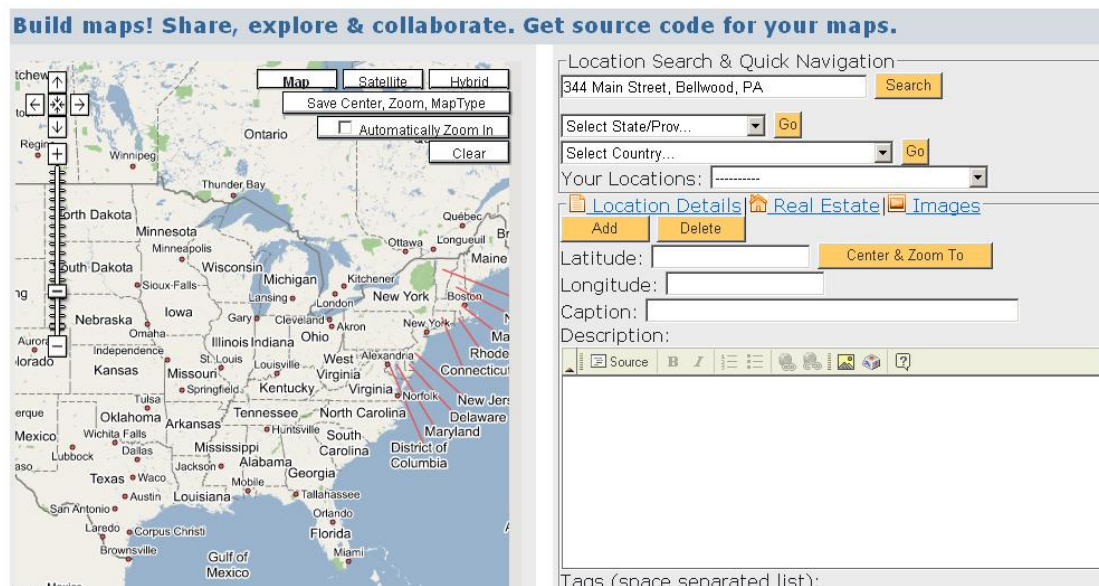 Build maps! Share, explore & collaborate. Get source code for your maps.
Map Satellite Hybrid
Save Center, Zoom, MapType
Automatically Zoom In
Clear
Ontario
Winnipeg
Thunder Bay
North Dakota
Minnesota
Québec
Ottawa Longueuil
Maine
Minneapolis
South Dakota
Wisconsin
Michigan
Kitchener
Sioux-Falls
Lansing
London
New York
Boston
Nebraska
Iowa
Gary
Cleveland
Akron
New York
Omaha
Illinois Indiana Ohio
Independence
St. Louis
Louisville
West Virginia
Alexandria
Rhode
Connecticut
Kansas
Missouri
Springfield
Kentucky
Virginia
Norfolk
New Jer
Tulsa
Oklahoma
Arkansas
Tennessee
North Carolina
Delaware
Mexico
Wichita Falls
Huntsville
South Carolina
Maryland
Lubbock
Dallas
Mississippi
District of Columbia
Jackson
Alabama
Georgia
Texas
Waco
Mobile
Austin
Louisiana
Tallahassee
San Antonio
Orlando
Laredo
Corpus Christi
Florida
Brownsville
Gulf of Mexico
Miami
Location Search & Quick Navigation
344 Main Street, Bellwood, PA Search
Select State/Prov... Go
Select Country... Go
Your Locations: ----------
Location Details| Real Estate| Images
Add Delete
Latitude: Center & Zoom To
Longitude:
Caption:
Description:
Source B I
Tags (space separated list):